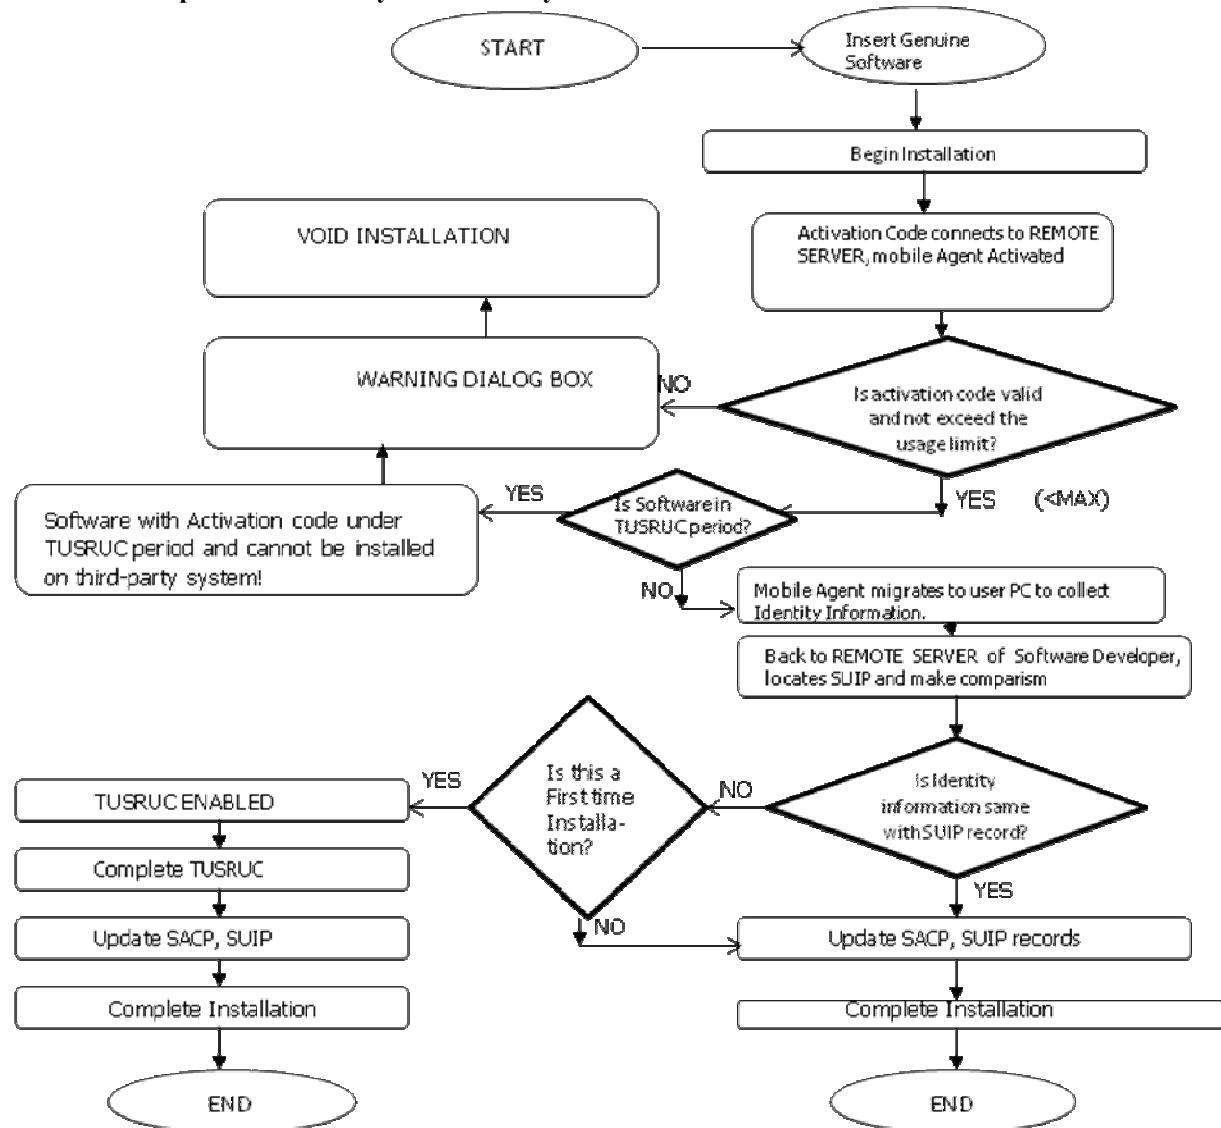 START
Insert Genuine
Software
Begin Installation
Activation Code connects to REMOTE
SERVER, mobile Agent Activated
VOID INSTALLATION
WARNING DIALOG BOX
NO
Is activation code valid
and not exceed the
usage limit?
YES (<MAX)
Is Software in
TUSRUC period?
YES
Software with Activation code under
TUSRUC period and cannot be installed
on third-party system!
NO
Mobile Agent migrates to user PC to collect
Identity Information.
Back to REMOTE SERVER of Software Developer,
locates SUIP and make comparism
Is Identity
information same
with SUIP record?
NO
YES
Is this a
First time
Installa-
tion?
YES
NO
TUSRUC ENABLED
Complete TUSRUC
Update SACP, SUIP
Complete Installation
END
Update SACP, SUIP records
Complete Installation
END